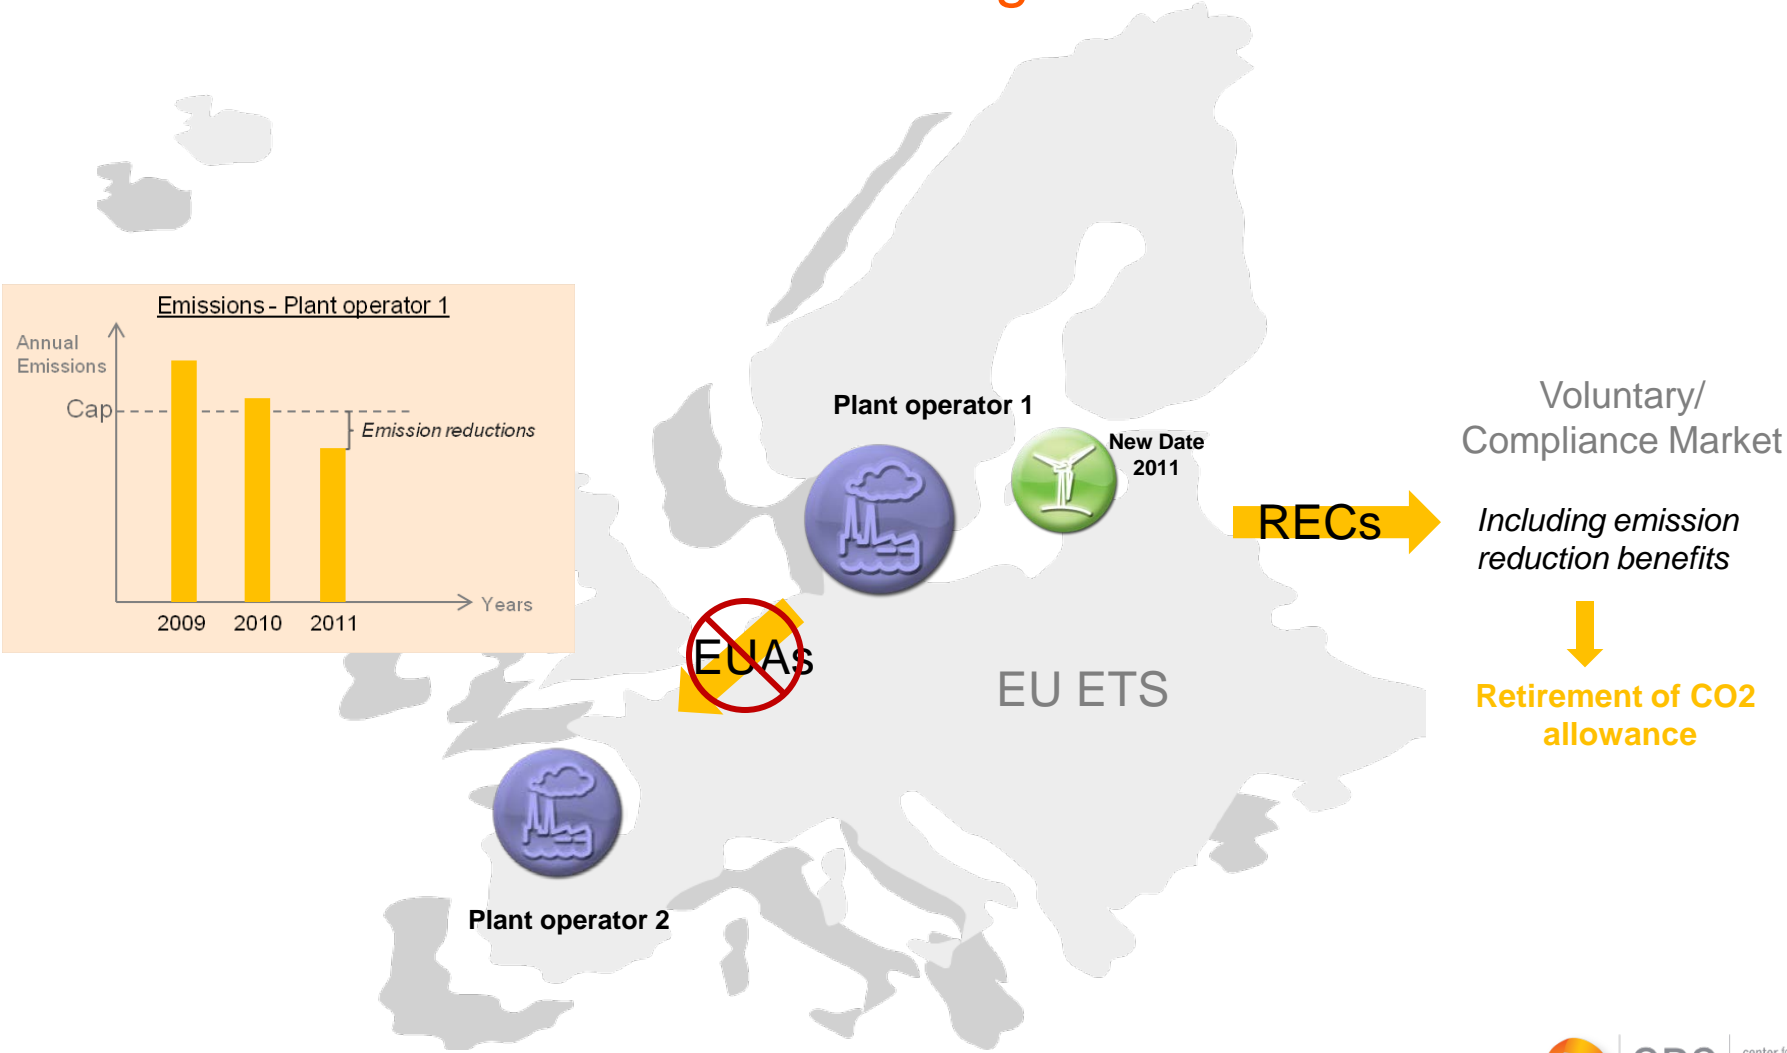 Emissions - Plant operator 1
Annual
Emissions
Cap
Emission reductions
Years
2009 2010 2011
Plant operator 1
New Date
2011
Voluntary/
Compliance Market
RECs
Including emission
reduction benefits
EUAs
EU ETS
Retirement of CO2
allowance
Plant operator 2